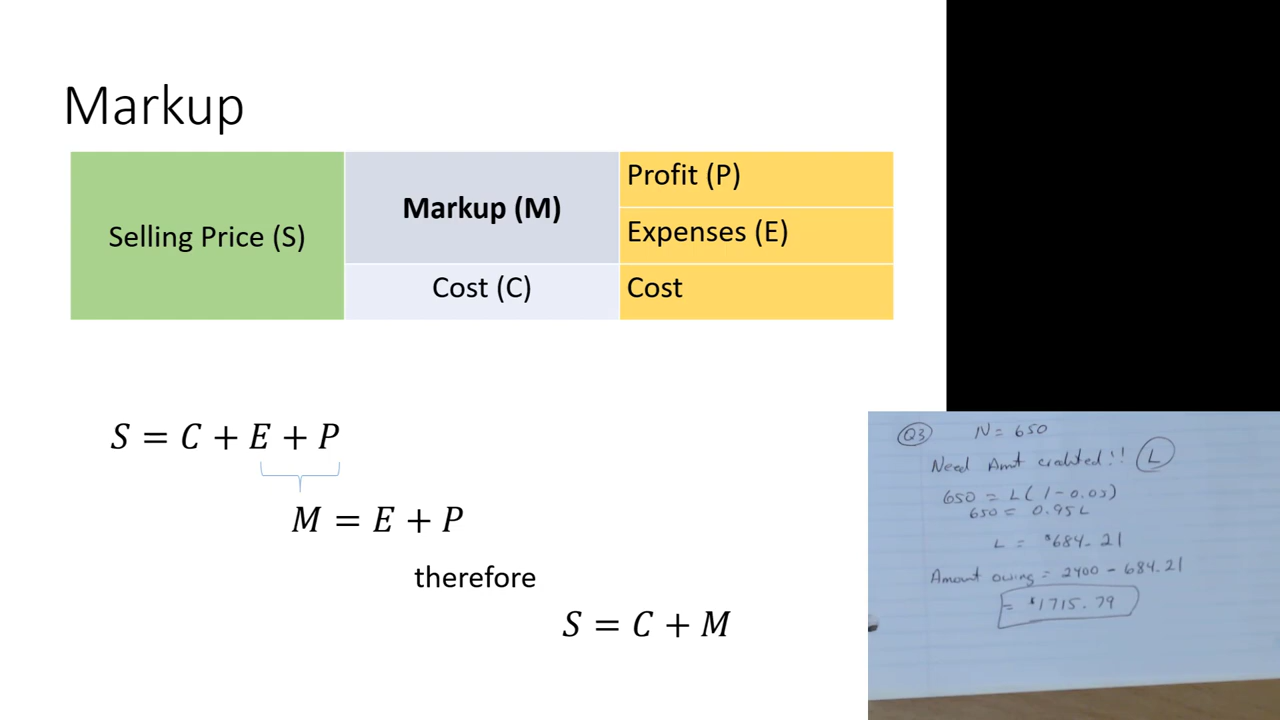 Markup
Selling Price (S)
Markup (M)
Profit (P)
Expenses (E)
Cost (C)
Cost
S = C + E + P
M = E + P
therefore
S = C + M
Q3 N = 650
Need Amt credited!! L
650 = L(1-0.05)
650 = 0.95L
L = $684.21
Amount owing = 2400 - 684.21
= $1715.79